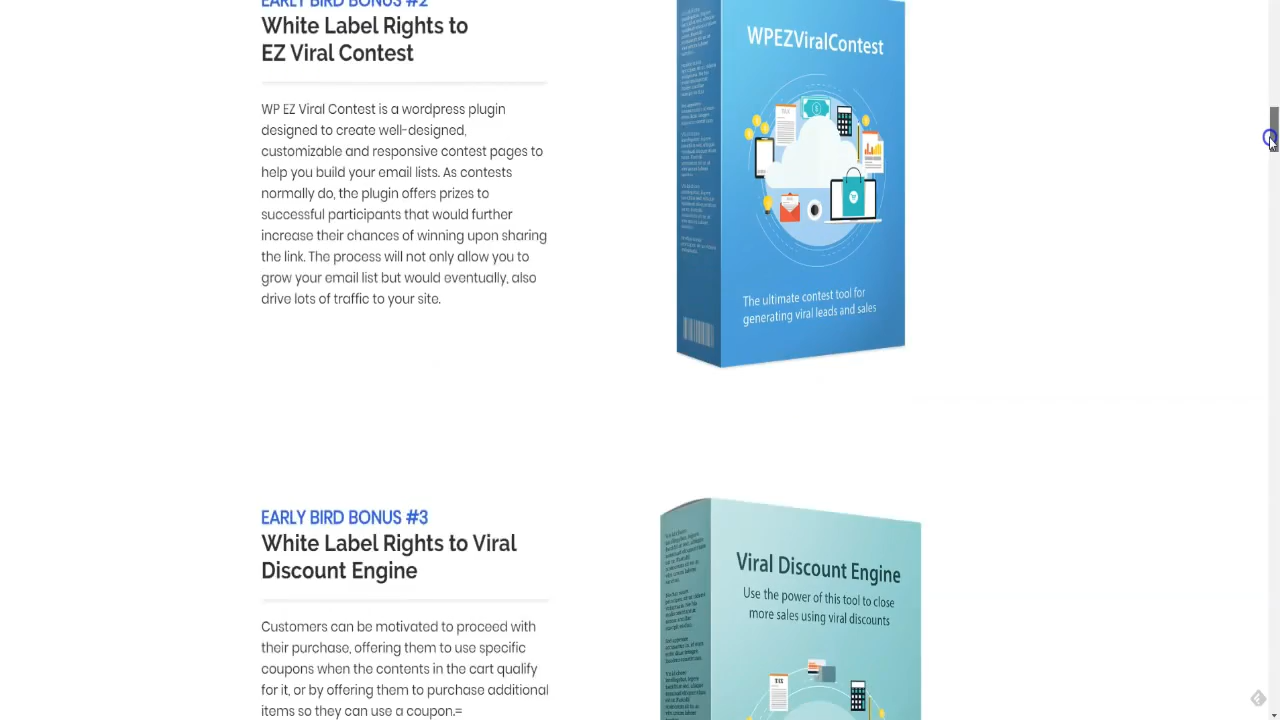 EARLY BIRD BONUS #2
White Label Rights to
EZ Viral Contest
WP EZ Viral Contest is a wordpress plugin
designed to create well-designed,
customizable and responsive contest pages to
help you build your email lists. As contests
normally do, the plugin offers prizes to
successful participants that would further
increase their chances of winning upon sharing
the link. The process will not only allow you to
grow your email list but would eventually, also
drive lots of traffic to your site.
WPEZViralContest
The ultimate contest tool for
generating viral leads and sales
EARLY BIRD BONUS #3
White Label Rights to Viral
Discount Engine
Customers can be motivated to proceed with
their purchase, offering them to use specific
coupons when the contents in the cart qualify
for it, or by offering them to purchase additional
items so they can use a coupon.=
Viral Discount Engine
Use the power of this tool to close
more sales using viral discounts